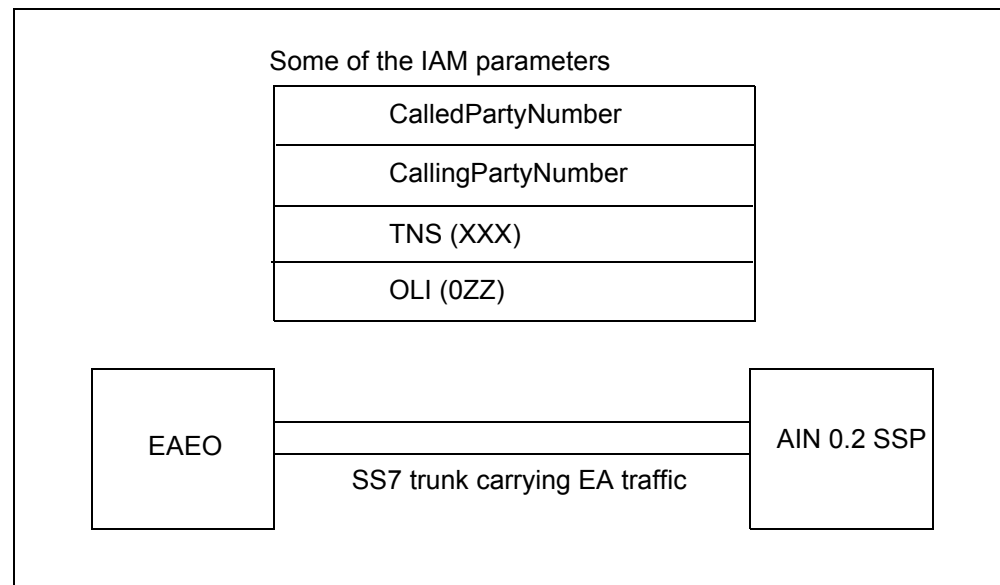 Some of the IAM parameters
CalledPartyNumber
CallingPartyNumber
TNS (XXX)
OLI (0ZZ)
EAEO
AIN 0.2 SSP
SS7 trunk carrying EA traffic